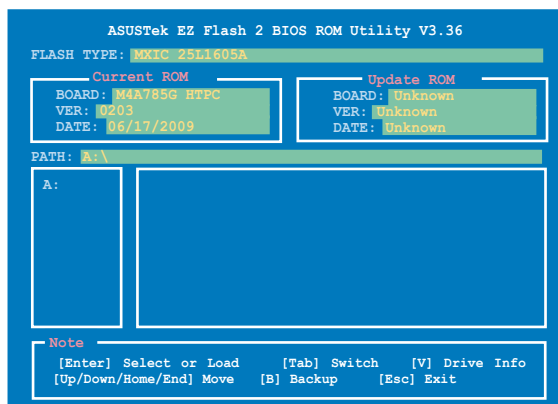 ASUSTek EZ Flash 2 BIOS ROM Utility V3.36
FLASH TYPE: MXIC 25L1605A
Current ROM
BOARD: M4A785G HTPC
VER: 0203
DATE: 06/17/2009
Update ROM
BOARD: Unknown
VER: Unknown
DATE: Unknown
PATH: A:\
A:
Note
[Enter] Select or Load [Tab] Switch [V] Drive Info
[Up/Down/Home/End] Move [B] Backup [Esc] Exit